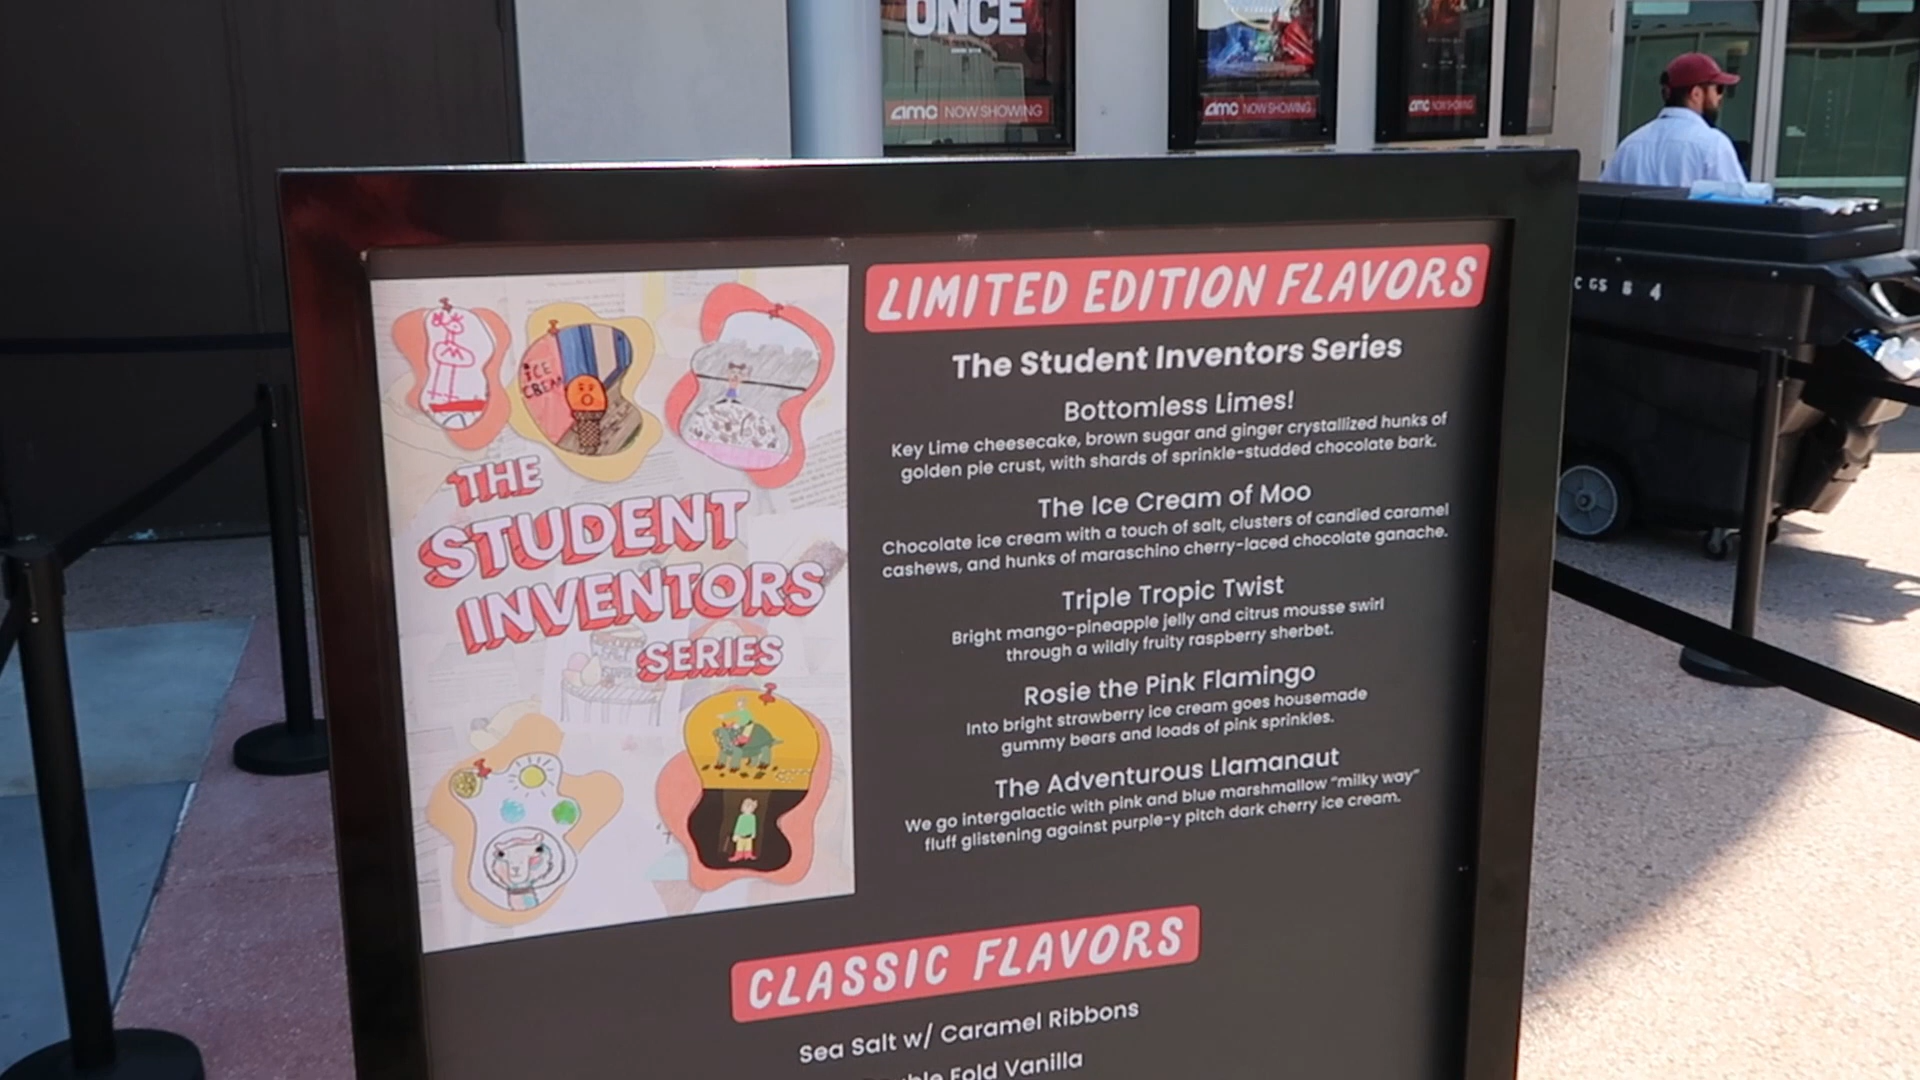 ONCE
amc NOW SHOWING
amc NOW SHOWING
amc NOW SHOWING
CGS 8 4
LIMITED EDITION FLAVORS
The Student Inventors Series
Bottomless Limes!
Key Lime cheesecake, brown sugar and ginger crystallized hunks of
golden pie crust, with shards of sprinkle-studded chocolate bark.
The Ice Cream of Moo
Chocolate ice cream with a touch of salt, clusters of candied caramel
cashews, and hunks of maraschino cherry-laced chocolate ganache.
Triple Tropic Twist
Bright mango-pineapple jelly and citrus mousse swirl
through a wildly fruity raspberry sherbet.
Rosie the Pink Flamingo
Into bright strawberry ice cream goes housemade
gummy bears and loads of pink sprinkles.
The Adventurous Llamanaut
We go intergalactic with pink and blue marshmallow "milky way"
fluff glistening against purple-y pitch dark cherry ice cream.
ICE
CREAM
THE
STUDENT
INVENTORS
SERIES
CLASSIC FLAVORS
Sea Salt w/ Caramel Ribbons
Fold Vanilla